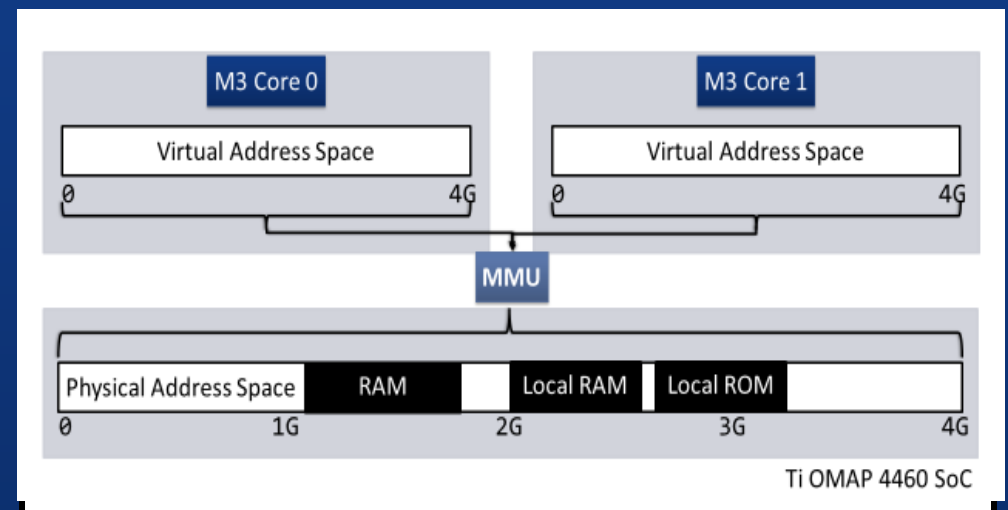 M3 Core 0 M3 Core 1
Virtual Address Space Virtual Address Space
0 4G 0 4G
MMU
Physical Address Space RAM Local RAM Local ROM
0 1G 2G 3G 4G
Ti OMAP 4460 SoC